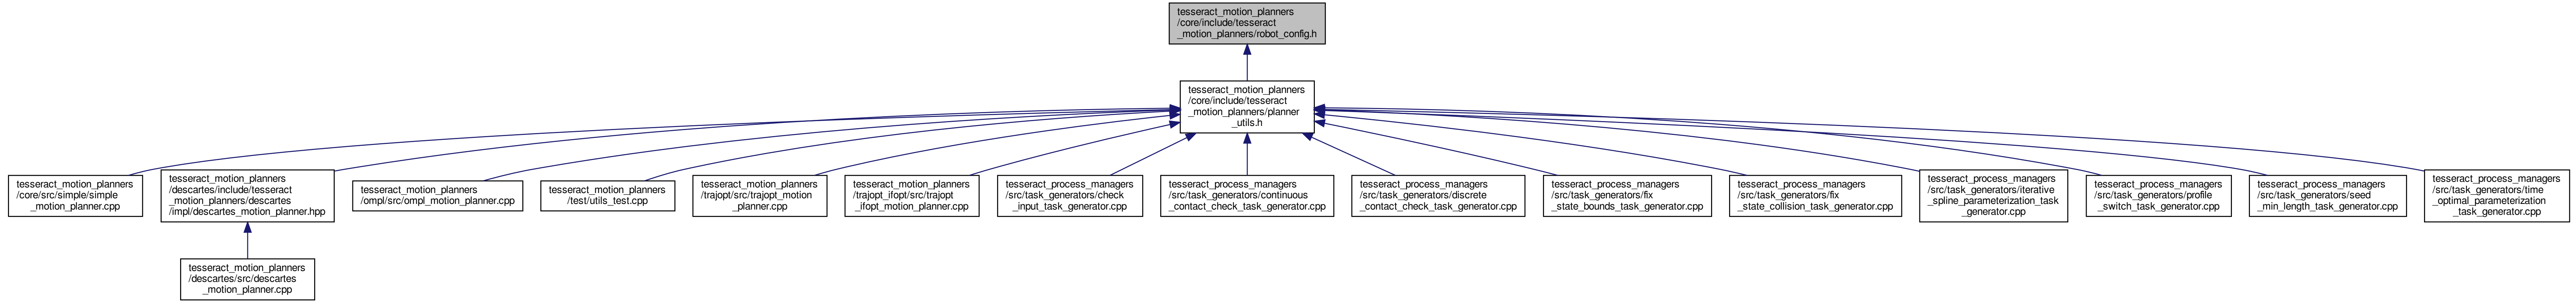 tesseract_motion_planners
/core/include/tesseract
_motion_planners/robot_config.h
tesseract_motion_planners
/core/include/tesseract
_motion_planners/planner
_utils.h
tesseract_motion_planners
/core/src/simple/simple
_motion_planner.cpp
tesseract_motion_planners
/descartes/include/tesseract
_motion_planners/descartes
/impl/descartes_motion_planner.hpp
tesseract_motion_planners
/ompl/src/ompl_motion_planner.cpp
tesseract_motion_planners
/test/utils_test.cpp
tesseract_motion_planners
/trajopt/src/trajopt_motion
_planner.cpp
tesseract_motion_planners
/trajopt_ifopt/src/trajopt
_ifopt_motion_planner.cpp
tesseract_process_managers
/src/task_generators/check
_input_task_generator.cpp
tesseract_process_managers
/src/task_generators/continuous
_contact_check_task_generator.cpp
tesseract_process_managers
/src/task_generators/discrete
_contact_check_task_generator.cpp
tesseract_process_managers
/src/task_generators/fix
_state_bounds_task_generator.cpp
tesseract_process_managers
/src/task_generators/fix
_state_collision_task_generator.cpp
tesseract_process_managers
/src/task_generators/iterative
_spline_parameterization_task
_generator.cpp
tesseract_process_managers
/src/task_generators/profile
_switch_task_generator.cpp
tesseract_process_managers
/src/task_generators/seed
_min_length_task_generator.cpp
tesseract_process_managers
/src/task_generators/time
_optimal_parameterization
_task_generator.cpp
tesseract_motion_planners
/descartes/src/descartes
_motion_planner.cpp